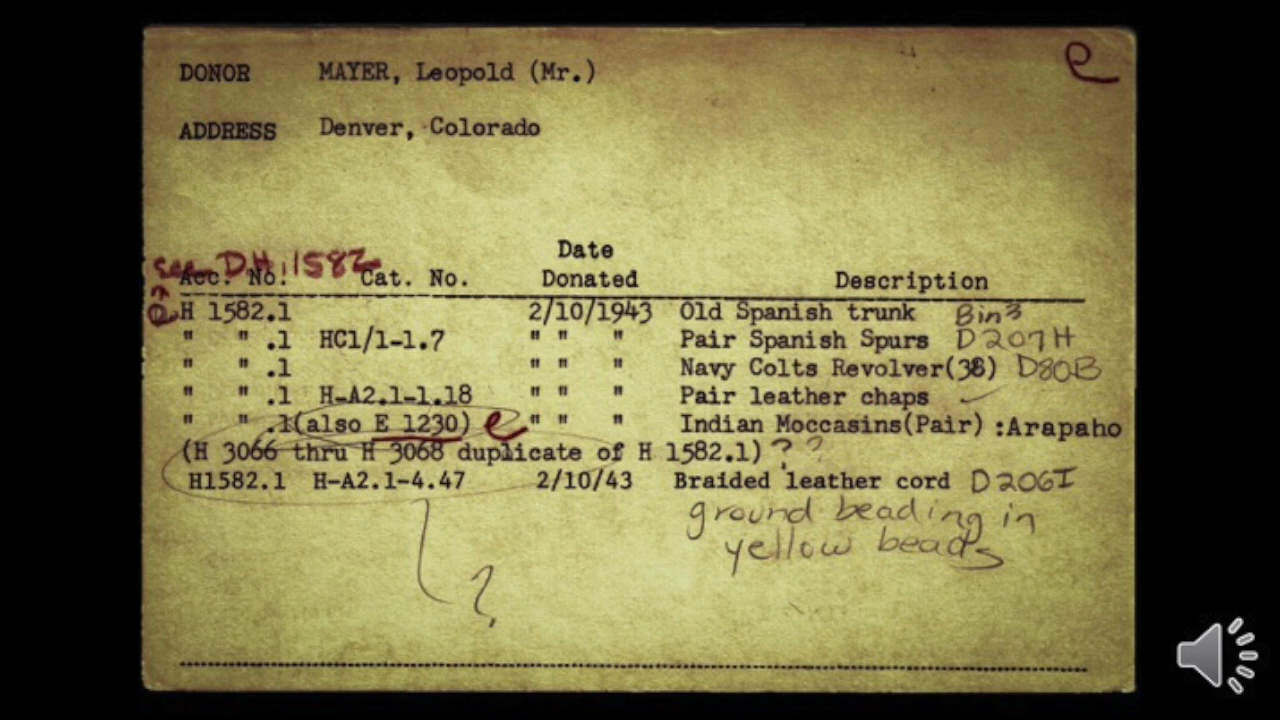 e
DONOR MAYER, Leopold (Mr.)
ADDRESS Denver, Colorado
Date
see DH.1582
Acc. No. Cat. No. Donated Description
H 1582.1 2/10/1943 Old Spanish trunk Bin 3
" " .1 HC1/1-1.7 " " " Pair Spanish Spurs D207H
" " .1 " " " Navy Colts Revolver(38) D80B
" " .1 H-A2.1-1.18 " " " Pair leather chaps ✓
" " .1(also E 1230) e " " " Indian Moccasins(Pair) :Arapaho
(H 3066 thru H 3068 duplicate of H 1582.1) ? ?
H1582.1 H-A2.1-4.47 2/10/43 Braided leather cord D206I
ground beading in
yellow beads
?